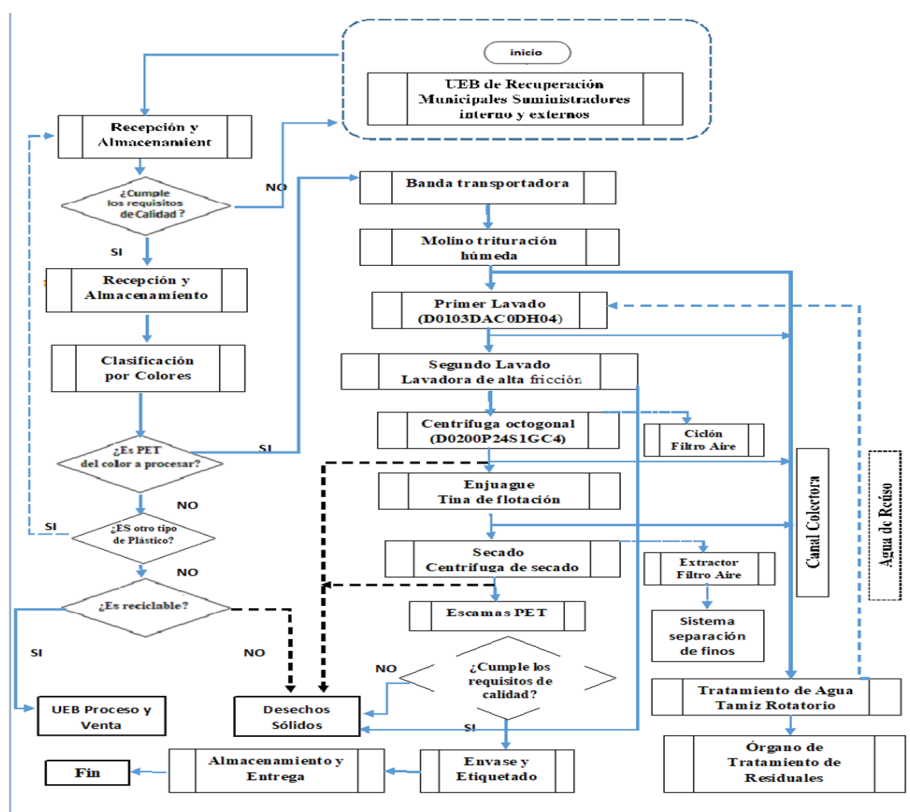 inicio
UEB de Recuperación
Municipales Suministradores
interno y externos
Recepción y
Almacenamient
¿Cumple
los requisitos
de Calidad ?
NO
SI
Recepción y
Almacenamiento
Clasificación
por Colores
¿Es PET
del color a procesar?
SI
NO
¿ES otro tipo
de Plástico?
SI
NO
¿Es reciclable?
SI
NO
UEB Proceso y
Venta
Desechos
Sólidos
Banda transportadora
Molino trituración
húmeda
Primer Lavado
(D0103DAC0DH04)
Segundo Lavado
Lavadora de alta fricción
Centrífuga octogonal
(D0200P24S1GC4)
Ciclón
Filtro Aire
Enjuague
Tina de flotación
Secado
Centrífuga de secado
Extractor
Filtro Aire
Sistema
separación
de finos
Escamas PET
¿Cumple los
requisitos de
calidad?
NO
SI
Canal Colectora
Agua de Reúso
Tratamiento de Agua
Tamiz Rotatorio
Órgano de
Tratamiento de
Residuales
Envase y
Etiquetado
Almacenamiento y
Entrega
Fin